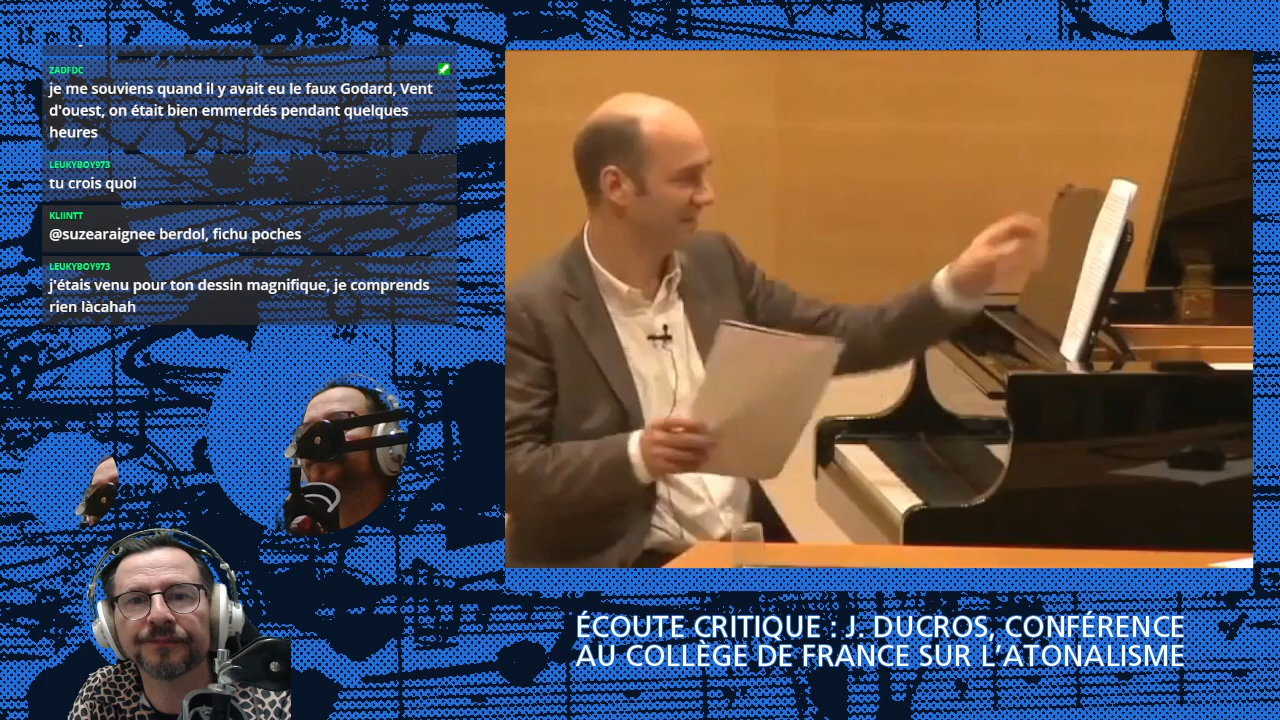 ZADFDC
je me souviens quand il y avait eu le faux Godard, Vent
d'ouest, on était bien emmerdés pendant quelques
heures
LEUKYBOY973
tu crois quoi
KLIINTT
@suzearaignee berdol, fichu poches
LEUKYBOY973
j'étais venu pour ton dessin magnifique, je comprends
rien làcahah
ÉCOUTE CRITIQUE : J. DUCROS, CONFÉRENCE
AU COLLÈGE DE FRANCE SUR L’ATONALISME